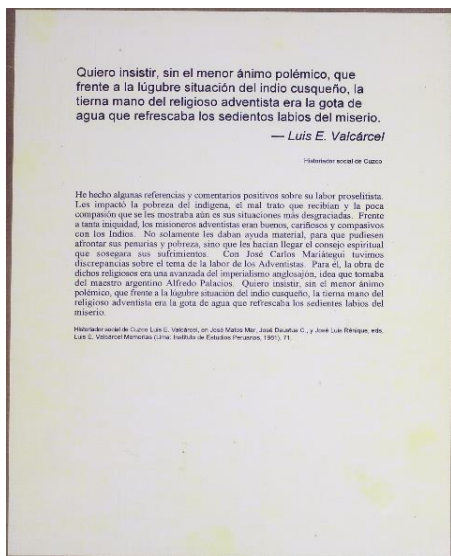 Quiero insistir, sin el menor ánimo polémico, que
frente a la lúgubre situación del indio cusqueño, la
tierna mano del religioso adventista era la gota de
agua que refrescaba los sedientos labios del miserio.
— Luis E. Valcárcel
Historiador social de Cuzco
He hecho algunas referencias y comentarios positivos sobre su labor proselitista.
Les impactó la pobreza del indígena, el mal trato que recibían y la poca
compasión que se les mostraba aún es sus situaciones más desgraciadas. Frente
a tanta iniquidad, los misioneros adventistas eran buenos, cariñosos y compasivos
con los Indios. No solamente les daban ayuda material, para que pudiesen
afrontar sus penurias y pobreza, sino que les hacían llegar el consejo espiritual
que sosegara sus sufrimientos. Con José Carlos Mariátegui tuvimos
discrepancias sobre el tema de la labor de los Adventistas. Para él, la obra de
dichos religiosos era una avanzada del imperialismo anglosajón, idea que tomaba
del maestro argentino Alfredo Palacios. Quiero insistir, sin el menor ánimo
polémico, que frente a la lúgubre situación del indio cusqueño, la tierna mano del
religioso adventista era la gota de agua que refrescaba los sedientos labios del
miserio.
Historiador social de Cuzco Luis E. Valcárcel, en José Matos Mar, José Deustua C., y José Luis Rénique, eds.
Luis E. Valcárcel Memorias (Lima: Instituto de Estudios Peruanos, 1981), 71.